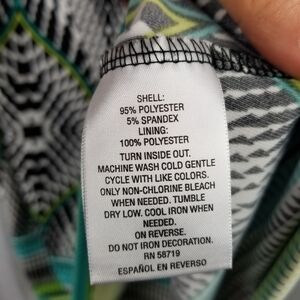 SHELL:
95% POLYESTER
5% SPANDEX
LINING:
100% POLYESTER
TURN INSIDE OUT.
MACHINE WASH COLD GENTLE
CYCLE WITH LIKE COLORS.
ONLY NON-CHLORINE BLEACH
WHEN NEEDED. TUMBLE
DRY LOW. COOL IRON WHEN
NEEDED.
ON REVERSE.
DO NOT IRON DECORATION.
RN 58719
ESPAÑOL EN REVERSO